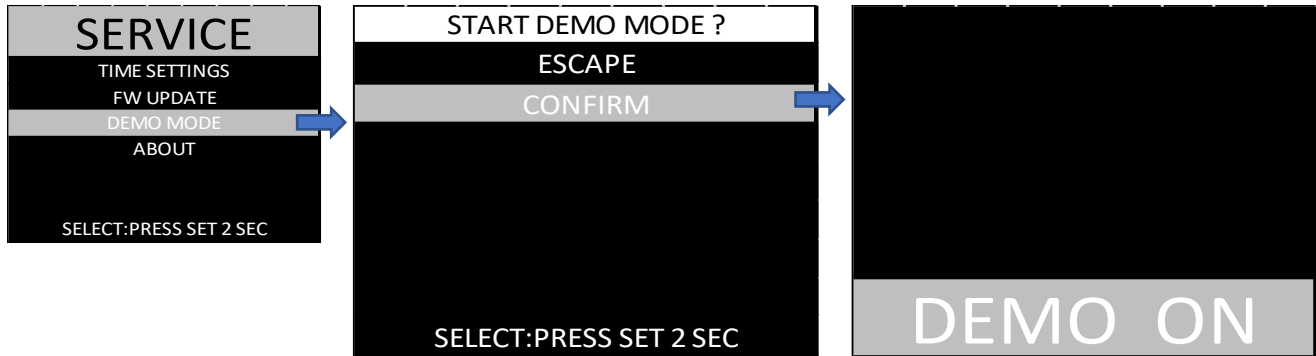 SERVICE
TIME SETTINGS
FW UPDATE
DEMO MODE
ABOUT
SELECT:PRESS SET 2 SEC
START DEMO MODE ?
ESCAPE
CONFIRM
SELECT:PRESS SET 2 SEC
DEMO ON